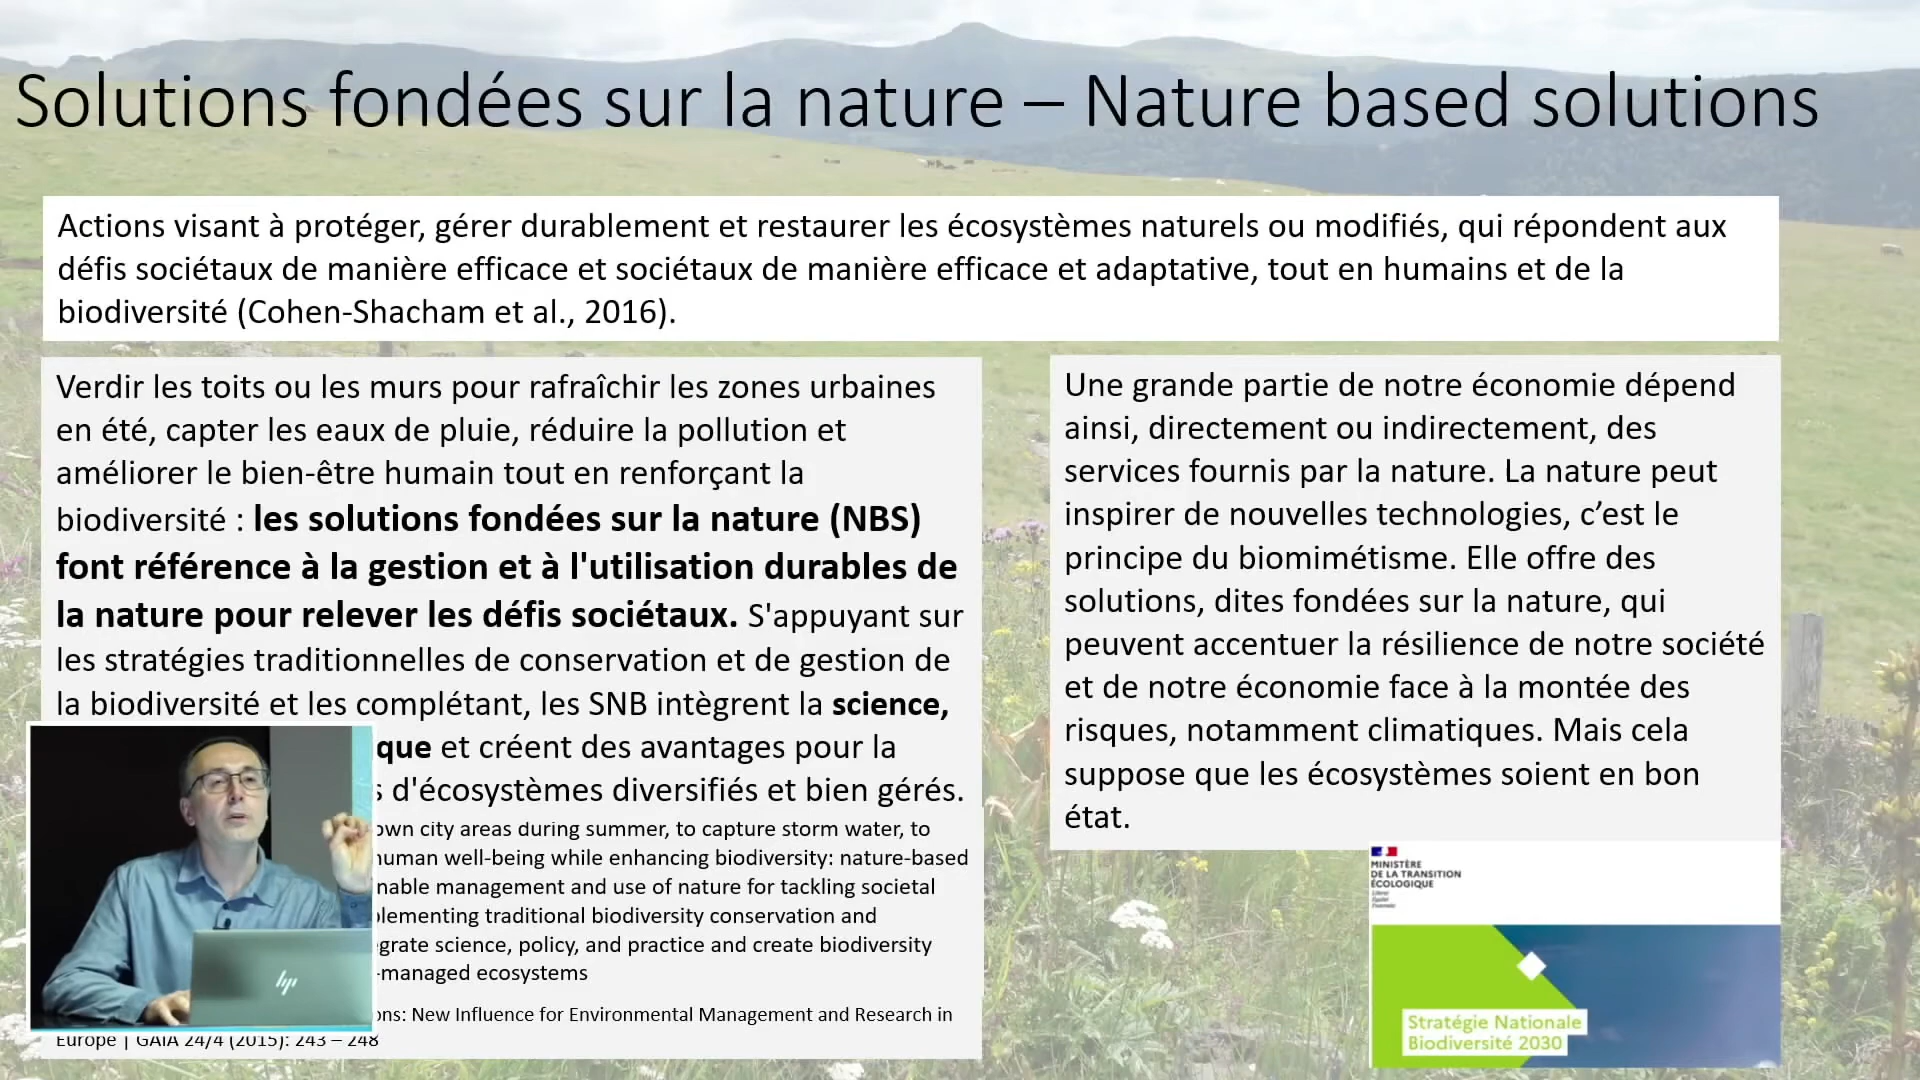 Solutions fondées sur la nature – Nature based solutions
Actions visant à protéger, gérer durablement et restaurer les écosystèmes naturels ou modifiés, qui répondent aux
défis sociétaux de manière efficace et sociétaux de manière efficace et adaptative, tout en humains et de la
biodiversité (Cohen-Shacham et al., 2016).
Verdir les toits ou les murs pour rafraîchir les zones urbaines
en été, capter les eaux de pluie, réduire la pollution et
améliorer le bien-être humain tout en renforçant la
biodiversité : les solutions fondées sur la nature (NBS)
font référence à la gestion et à l'utilisation durables de
la nature pour relever les défis sociétaux. S'appuyant sur
les stratégies traditionnelles de conservation et de gestion de
la biodiversité et les complétant, les SNB intègrent la science,
que et créent des avantages pour la
s d'écosystèmes diversifiés et bien gérés.
own city areas during summer, to capture storm water, to
human well-being while enhancing biodiversity: nature-based
nable management and use of nature for tackling societal
plementing traditional biodiversity conservation and
egrate science, policy, and practice and create biodiversity
-managed ecosystems
ons: New Influence for Environmental Management and Research in
Europe | GAIA 24/4 (2015): 243 – 248
Une grande partie de notre économie dépend
ainsi, directement ou indirectement, des
services fournis par la nature. La nature peut
inspirer de nouvelles technologies, c’est le
principe du biomimétisme. Elle offre des
solutions, dites fondées sur la nature, qui
peuvent accentuer la résilience de notre société
et de notre économie face à la montée des
risques, notamment climatiques. Mais cela
suppose que les écosystèmes soient en bon
état.
MINISTÈRE
DE LA TRANSITION
ÉCOLOGIQUE
Liberté
Égalité
Fraternité
Stratégie Nationale
Biodiversité 2030
hp